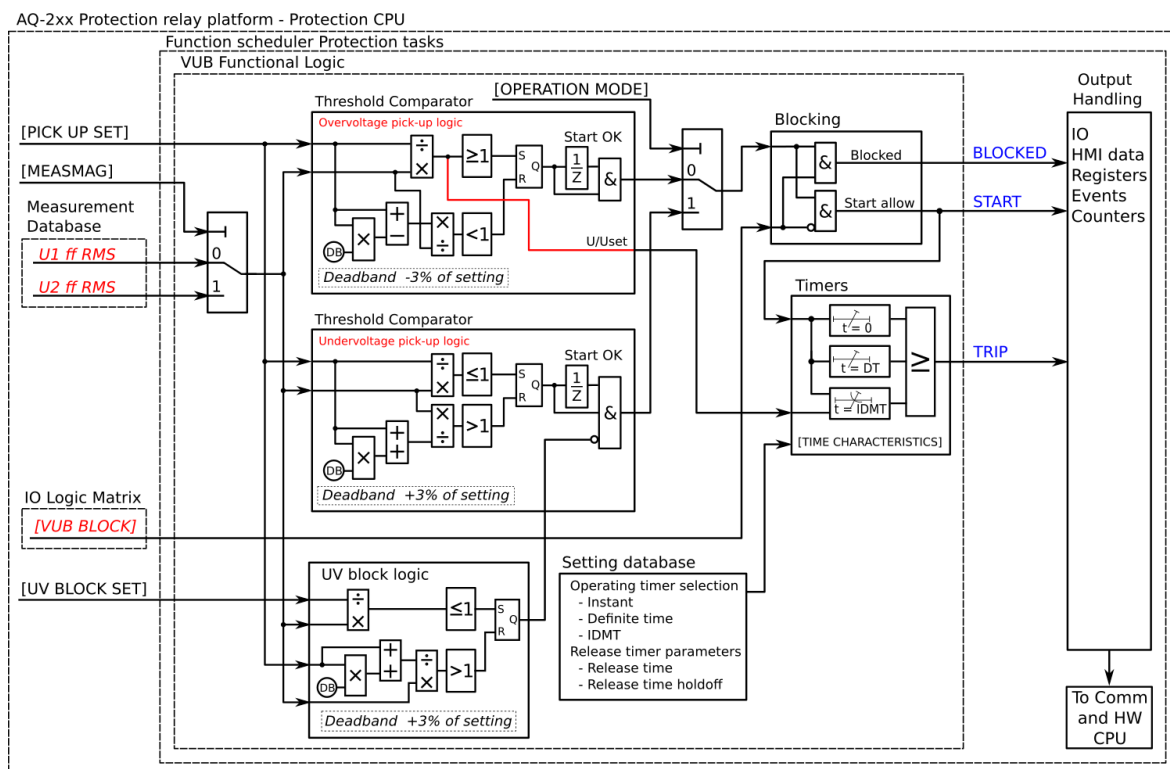 AQ-2xx Protection relay platform - Protection CPU
Function scheduler Protection tasks
VUB Functional Logic
[PICK UP SET]
[MEASMAG]
Measurement
Database
U1 ff RMS
U2 ff RMS
0
1
IO Logic Matrix
[VUB BLOCK]
[UV BLOCK SET]
Threshold Comparator
Overvoltage pick-up logic
÷
×
≥1
S
R
Q
Start OK
1
Z
&
+
−
×
÷
<1
DB
×
U/Uset
Deadband -3% of setting
Threshold Comparator
Undervoltage pick-up logic
÷
×
≤1
S
R
Q
Start OK
1
Z
&
×
÷
>1
+
+
DB
×
Deadband +3% of setting
UV block logic
÷
×
≤1
S
R
Q
+
+
÷
×
>1
DB
×
Deadband +3% of setting
[OPERATION MODE]
0
1
Blocking
&
Blocked
&
Start allow
BLOCKED
START
Timers
t = 0
t = DT
t = IDMT
≥
[TIME CHARACTERISTICS]
TRIP
Setting database
Operating timer selection
- Instant
- Definite time
- IDMT
Release timer parameters
- Release time
- Release time holdoff
Output
Handling
IO
HMI data
Registers
Events
Counters
To Comm
and HW
CPU